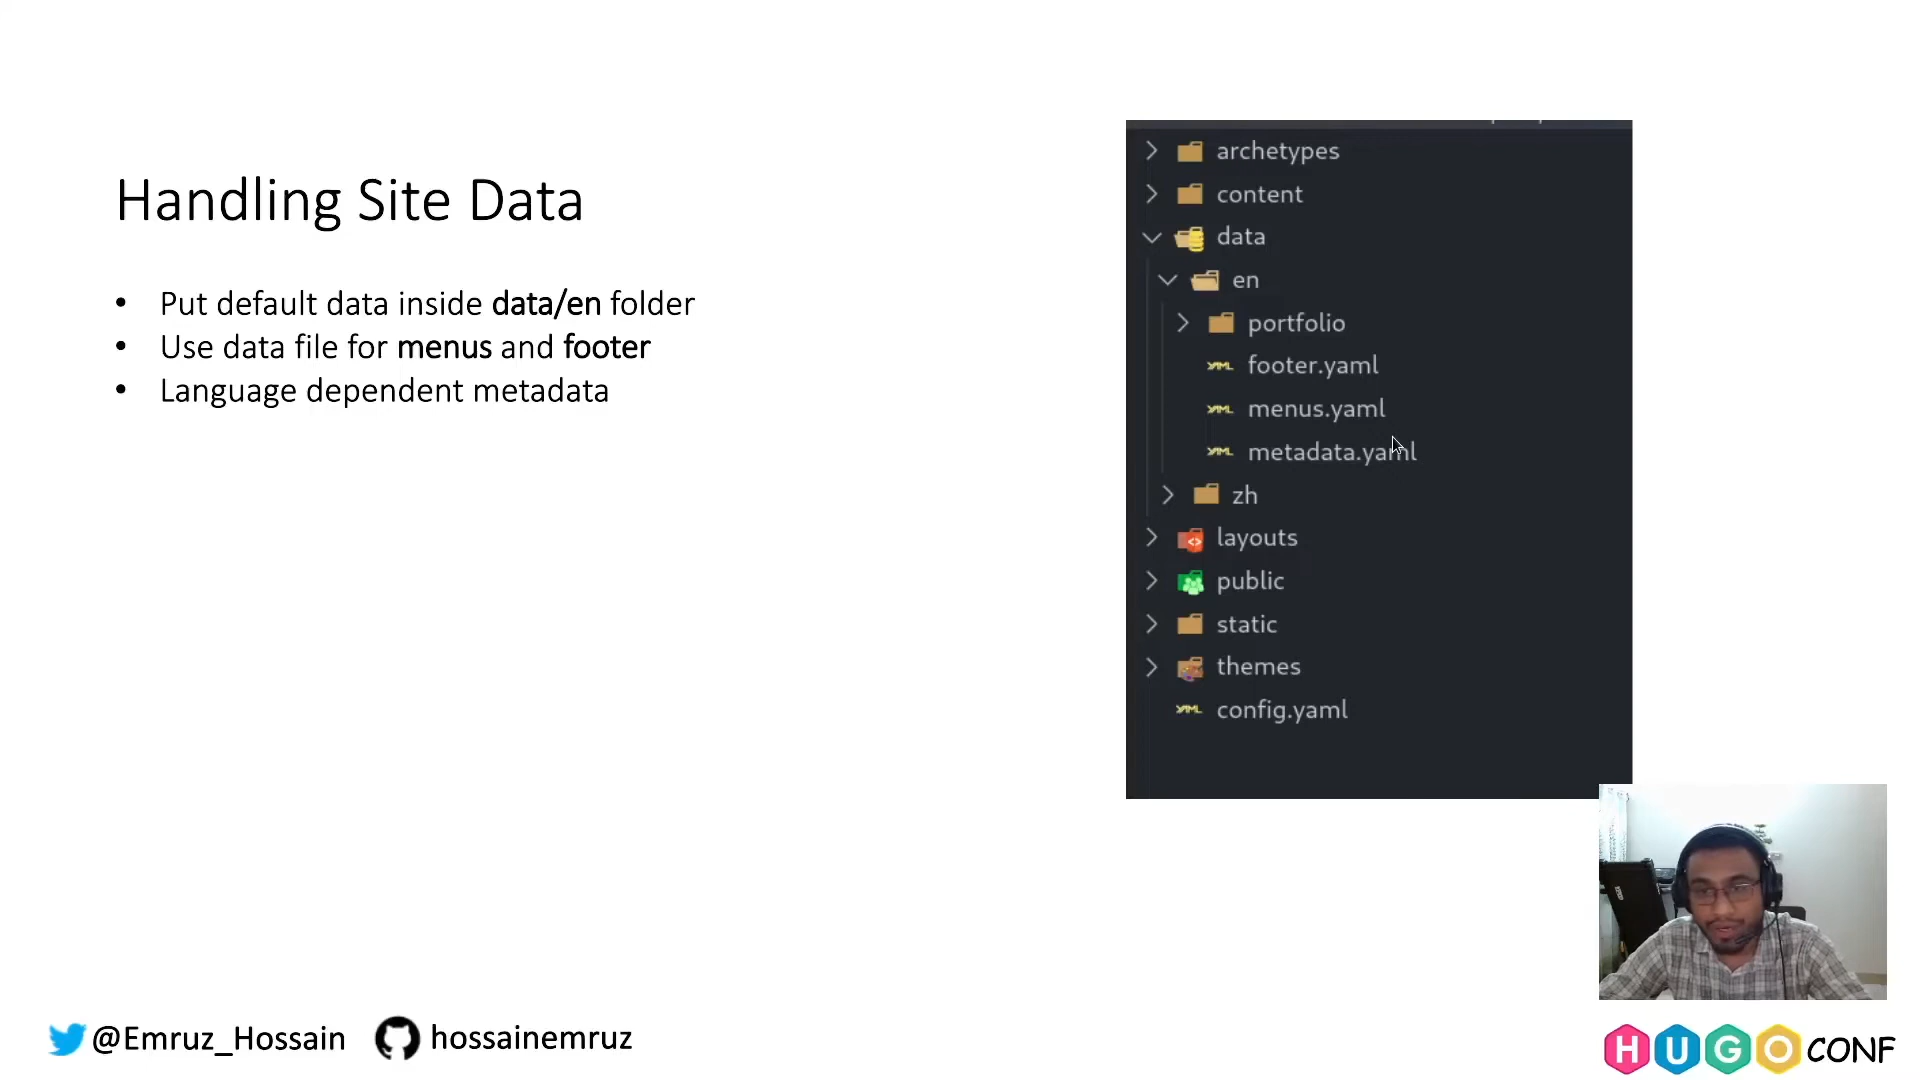 Handling Site Data
• Put default data inside data/en folder
• Use data file for menus and footer
• Language dependent metadata
archetypes
content
data
en
portfolio
footer.yaml
menus.yaml
metadata.yaml
zh
layouts
public
static
themes
config.yaml
@Emruz_Hossain
hossainemruz
HUGO CONF